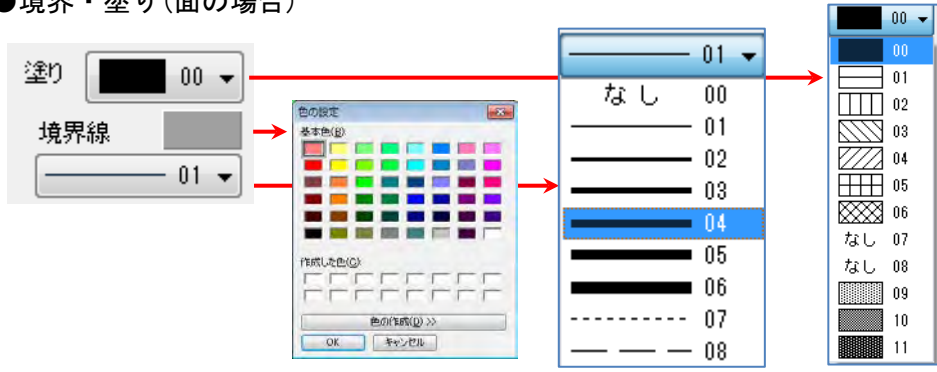 ●境界・塗り(面の場合)
塗り 00
境界線
01
色の設定
基本色(B):
作成した色(C):
色の作成(D) >>
OK キャンセル
01
なし 00
01
02
03
04
05
06
07
08
00
00
01
02
03
04
05
06
なし 07
なし 08
09
10
11